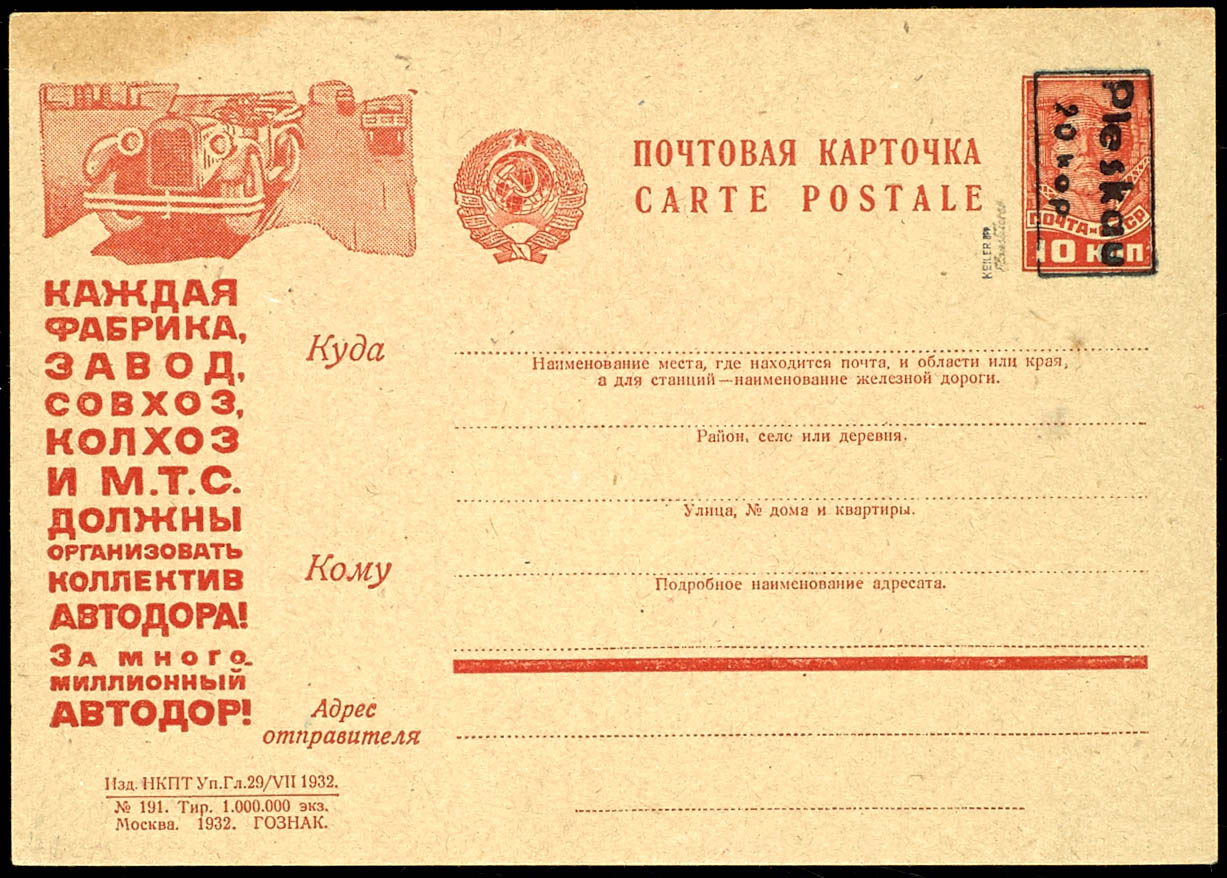 КАЖДАЯ
ФАБРИКА,
ЗАВОД,
СОВХОЗ,
КОЛХОЗ
И М.Т.С.
ДОЛЖНЫ
ОРГАНИЗОВАТЬ
КОЛЛЕКТИВ
АВТОДОРА!
ЗА МНОГО-
МИЛЛИОННЫЙ
АВТОДОР!
Изд. НКПТ Уп.Гл.29/VII 1932.
№ 191. Тир. 1.000.000 экз.
Москва. 1932. ГОЗНАК.
ПОЧТОВАЯ КАРТОЧКА
CARTE POSTALE
Pleskau
20 kop
ПОЧТА СССР
10 КОП
KEILER
Куда
Наименование места, где находится почта, и области или края,
а для станций—наименование железной дороги.
Район, село или деревня.
Улица, № дома и квартиры.
Кому
Подробное наименование адресата.
Адрес
отправителя